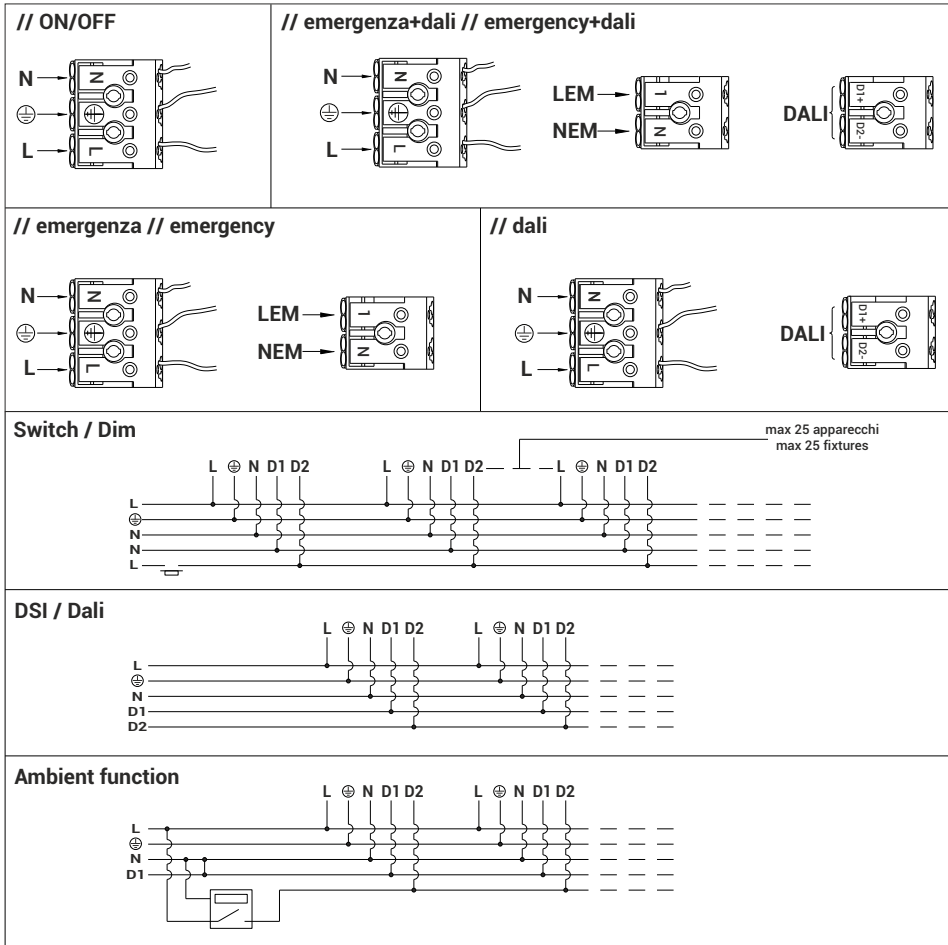 // ON/OFF
N
N
⏚
L
L
// emergenza+dali // emergency+dali
N
N
⏚
L
L
LEM
1
NEM
N
DALI
D1+
D2-
// emergenza // emergency
N
N
⏚
L
L
LEM
1
NEM
N
// dali
N
N
⏚
L
L
DALI
D1+
D2-
Switch / Dim
max 25 apparecchi
max 25 fixtures
L ⏚ N D1 D2 L ⏚ N D1 D2 L ⏚ N D1 D2
L
⏚
N
N
L
DSI / Dali
L ⏚ N D1 D2 L ⏚ N D1 D2
L
⏚
N
D1
D2
Ambient function
L ⏚ N D1 D2 L ⏚ N D1 D2
L
⏚
N
D1